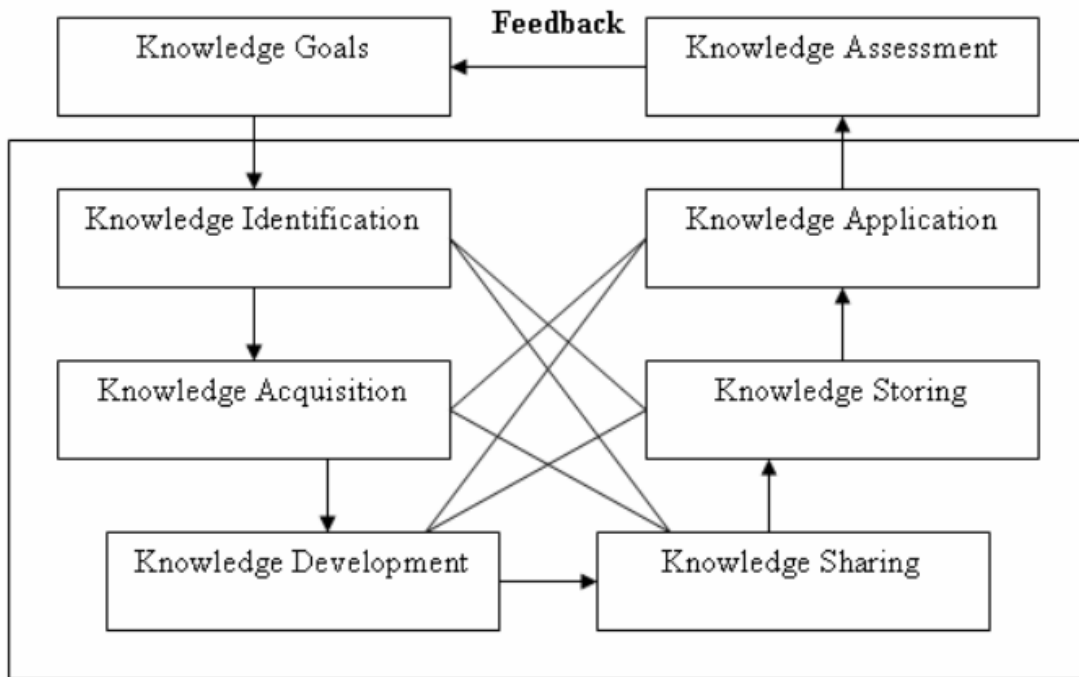 Feedback
Knowledge Goals
Knowledge Assessment
Knowledge Identification
Knowledge Application
Knowledge Acquisition
Knowledge Storing
Knowledge Development
Knowledge Sharing